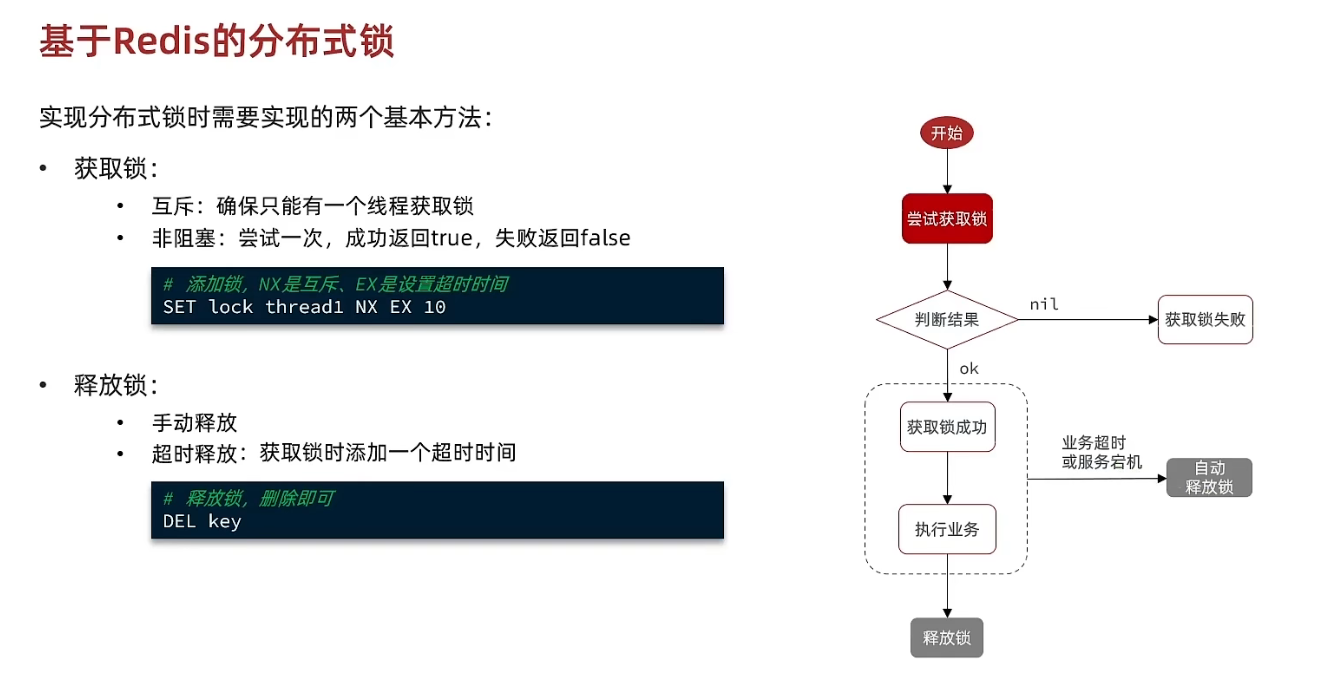 基于Redis的分布式锁
实现分布式锁时需要实现的两个基本方法：
• 获取锁：
• 互斥：确保只能有一个线程获取锁
• 非阻塞：尝试一次，成功返回true，失败返回false
# 添加锁，NX是互斥、EX是设置超时时间
SET lock thread1 NX EX 10
• 释放锁：
• 手动释放
• 超时释放：获取锁时添加一个超时时间
# 释放锁，删除即可
DEL key
开始
尝试获取锁
判断结果
nil
获取锁失败
ok
获取锁成功
执行业务
业务超时
或服务宕机
自动
释放锁
释放锁